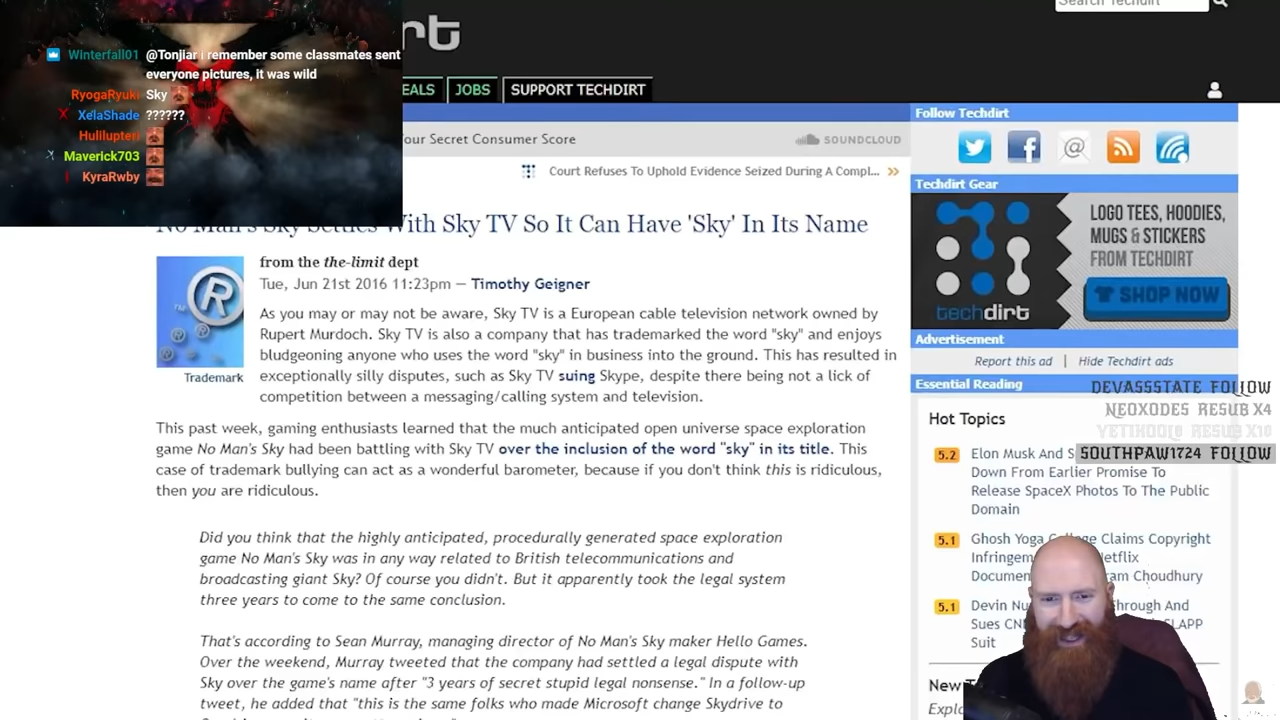 Search Techdirt
Winterfall01 @Tonjiar i remember some classmates sent
everyone pictures, it was wild
RyogaRyuki Sky
XelaShade ??????
Hulilupteri
Maverick703
KyraRwby
EALS JOBS SUPPORT TECHDIRT
our Secret Consumer Score
SOUNDCLOUD
Court Refuses To Uphold Evidence Seized During A Compl... »
No Man's Sky Settles With Sky TV So It Can Have 'Sky' In Its Name
from the the-limit dept
Tue, Jun 21st 2016 11:23pm — Timothy Geigner
Trademark
As you may or may not be aware, Sky TV is a European cable television network owned by
Rupert Murdoch. Sky TV is also a company that has trademarked the word "sky" and enjoys
bludgeoning anyone who uses the word "sky" in business into the ground. This has resulted in
exceptionally silly disputes, such as Sky TV suing Skype, despite there being not a lick of
competition between a messaging/calling system and television.
This past week, gaming enthusiasts learned that the much anticipated open universe space exploration
game No Man's Sky had been battling with Sky TV over the inclusion of the word "sky" in its title. This
case of trademark bullying can act as a wonderful barometer, because if you don't think this is ridiculous,
then you are ridiculous.
Did you think that the highly anticipated, procedurally generated space exploration
game No Man's Sky was in any way related to British telecommunications and
broadcasting giant Sky? Of course you didn't. But it apparently took the legal system
three years to come to the same conclusion.
That's according to Sean Murray, managing director of No Man's Sky maker Hello Games.
Over the weekend, Murray tweeted that the company had settled a legal dispute with
Sky over the game's name after "3 years of secret stupid legal nonsense." In a follow-up
tweet, he added that "this is the same folks who made Microsoft change Skydrive to
Follow Techdirt
Techdirt Gear
LOGO TEES, HOODIES,
MUGS & STICKERS
FROM TECHDIRT
SHOP NOW
techdirt
Advertisement
Report this ad | Hide Techdirt ads
Essential Reading
DEVASSSTATE FOLLOW
NEOXODES RESUB X4
YETIHOOL9 RESUB X10
SOUTHPAW1724 FOLLOW
Hot Topics
5.2 Elon Musk And S
Down From Earlier Promise To
Release SpaceX Photos To The Public
Domain
5.1 Ghosh Yoga College Claims Copyright
Infringem Netflix
Docume ram Choudhury
5.1 Devin Nu Through And
Sues CN SLAPP
Suit
New
Explo